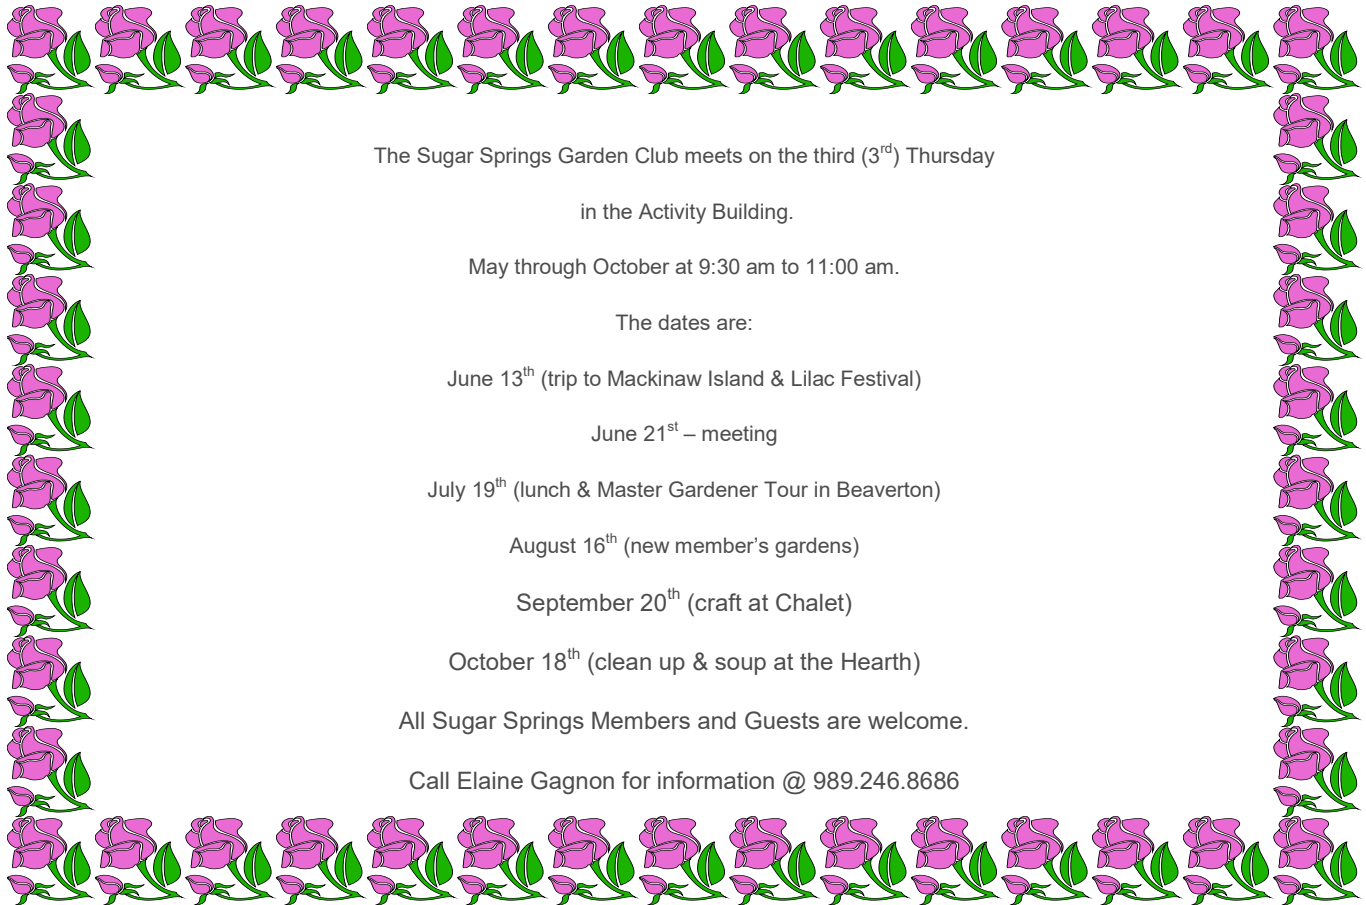 The Sugar Springs Garden Club meets on the third (3rd) Thursday
in the Activity Building.
May through October at 9:30 am to 11:00 am.
The dates are:
June 13th (trip to Mackinaw Island & Lilac Festival)
June 21st – meeting
July 19th (lunch & Master Gardener Tour in Beaverton)
August 16th (new member’s gardens)
September 20th (craft at Chalet)
October 18th (clean up & soup at the Hearth)
All Sugar Springs Members and Guests are welcome.
Call Elaine Gagnon for information @ 989.246.8686